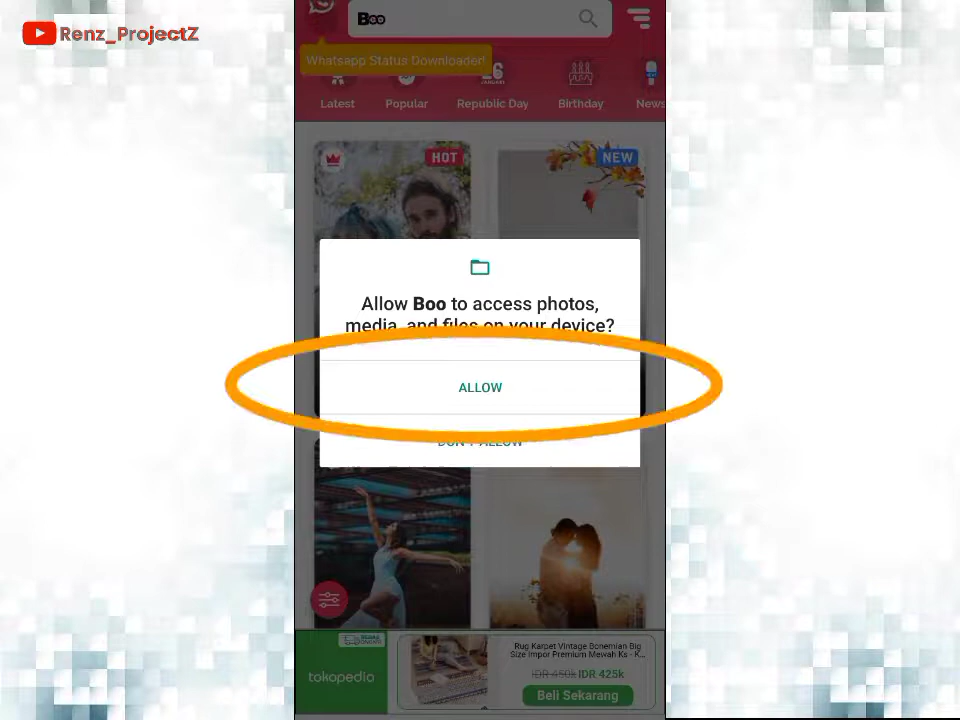 Renz_ProjectZ
Boo
Whatsapp Status Downloader!
Latest
Popular
Republic Day
Birthday
News
HOT
NEW
Allow Boo to access photos,
media, and files on your device?
ALLOW
DON'T ALLOW
tokopedia
Rug Karpet Vintage Bohemian Big
Size Impor Premium Mewah Ks - K...
IDR 450k IDR 425k
Beli Sekarang